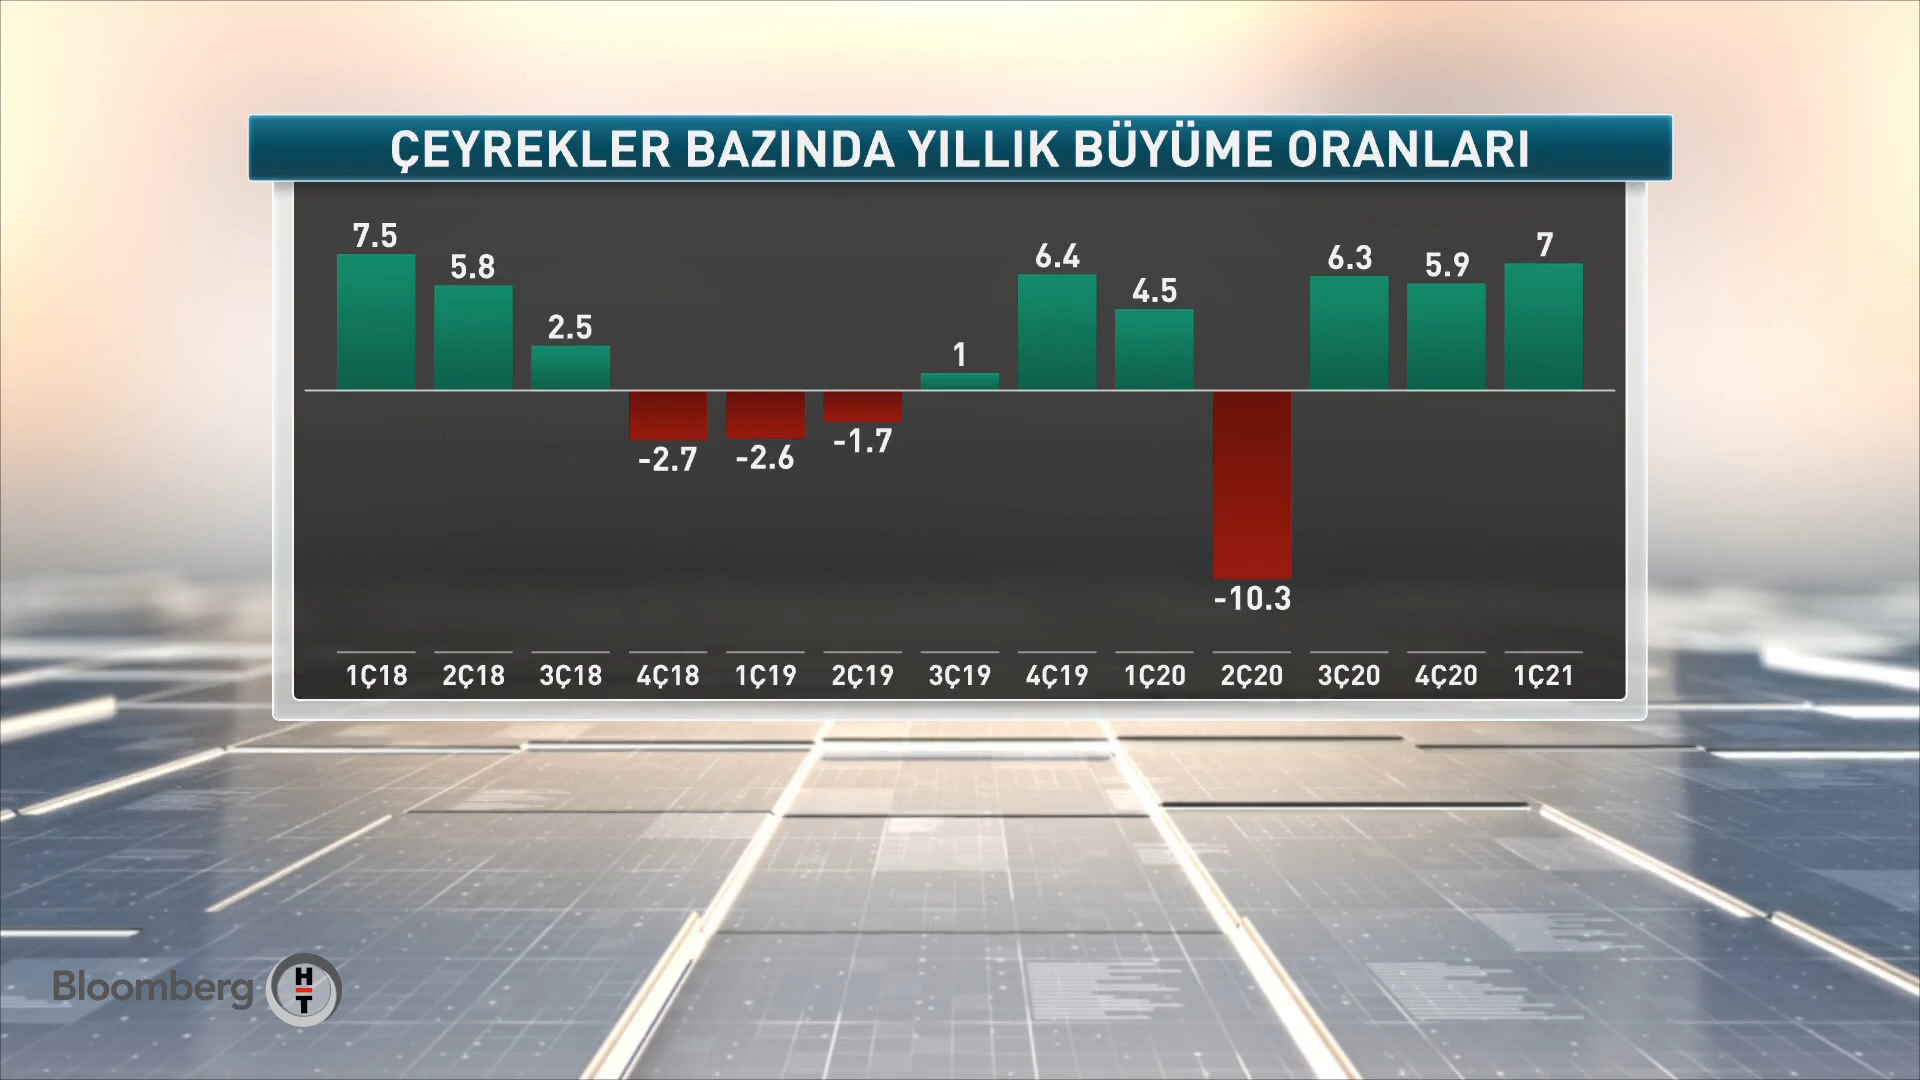 ÇEYREKLER BAZINDA YILLIK BÜYÜME ORANLARI
7.5 5.8 2.5 -2.7 -2.6 -1.7 1 6.4 4.5 -10.3 6.3 5.9 7
1Ç18 2Ç18 3Ç18 4Ç18 1Ç19 2Ç19 3Ç19 4Ç19 1Ç20 2Ç20 3Ç20 4Ç20 1Ç21
Bloomberg HT